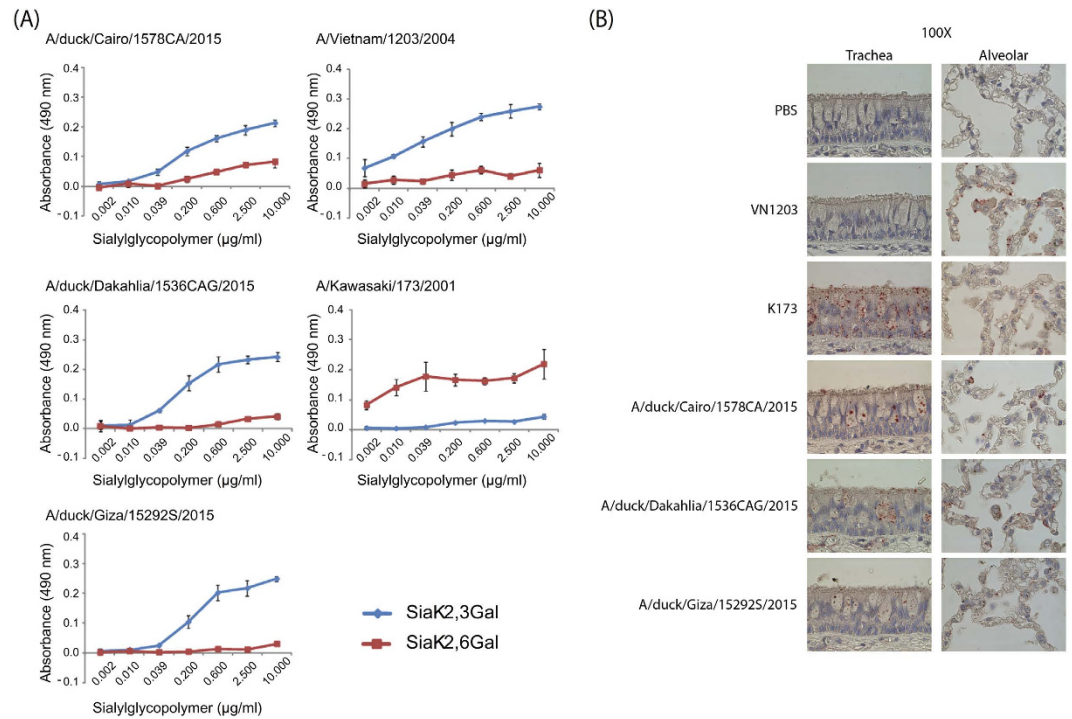 (A)
A/duck/Cairo/1578CA/2015
Absorbance (490 nm)
0.4
0.3
0.2
0.1
0.0
-0.1
0.002 0.010 0.039 0.200 0.600 2.500 10.000
Sialylglycopolymer (µg/ml)
A/Vietnam/1203/2004
Absorbance (490 nm)
0.4
0.3
0.2
0.1
0.0
-0.1
0.002 0.010 0.039 0.200 0.600 2.500 10.000
Sialylglycopolymer (µg/ml)
A/duck/Dakahlia/1536CAG/2015
Absorbance (490 nm)
0.4
0.3
0.2
0.1
0.0
-0.1
0.002 0.010 0.039 0.200 0.600 2.500 10.000
Sialylglycopolymer (µg/ml)
A/Kawasaki/173/2001
Absorbance (490 nm)
0.4
0.3
0.2
0.1
0.0
-0.1
0.002 0.010 0.039 0.200 0.600 2.500 10.000
Sialylglycopolymer (µg/ml)
A/duck/Giza/15292S/2015
Absorbance (490 nm)
0.4
0.3
0.2
0.1
0.0
-0.1
0.002 0.010 0.039 0.200 0.600 2.500 10.000
Sialylglycopolymer (µg/ml)
SiaK2,3Gal
SiaK2,6Gal
(B)
100X
Trachea Alveolar
PBS
VN1203
K173
A/duck/Cairo/1578CA/2015
A/duck/Dakahlia/1536CAG/2015
A/duck/Giza/15292S/2015